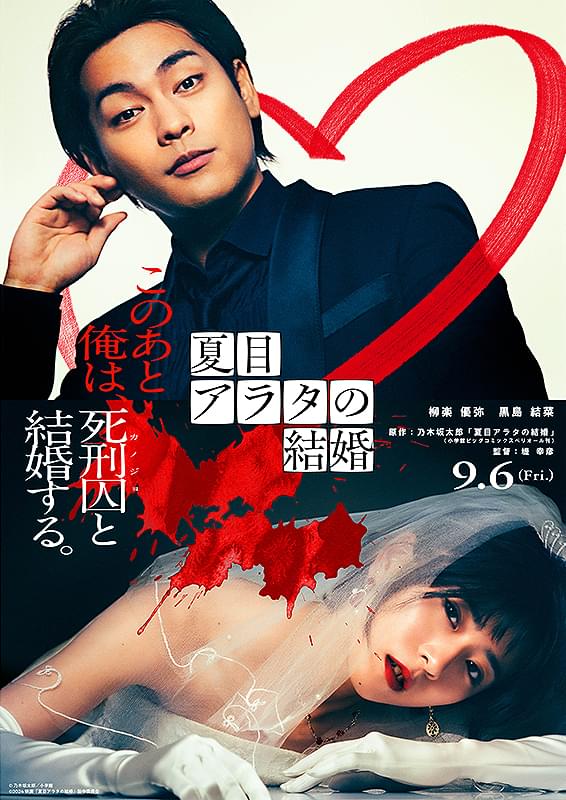 このあと
俺は、
死刑囚と
カノジョ
結婚する。
夏目
アラタの
結婚
柳楽 優弥 黒島 結菜
原作：乃木坂太郎「夏目アラタの結婚」
（小学館ビッグコミックスペリオール刊）
監督：堤 幸彦
9.6(Fri.)
©乃木坂太郎／小学館
©2024 映画「夏目アラタの結婚」製作委員会